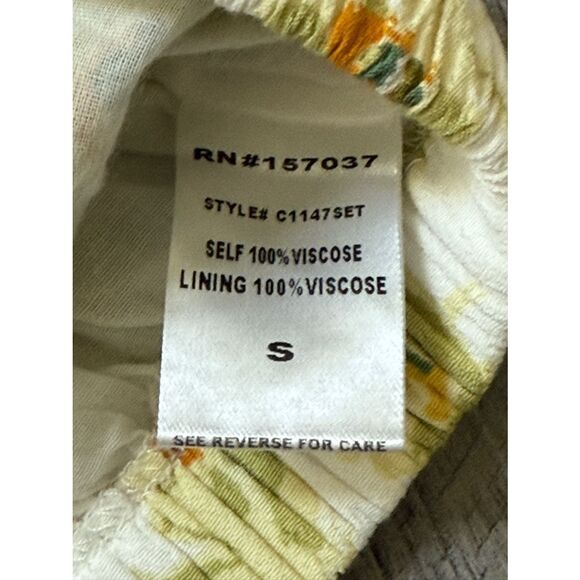 RN#157037
STYLE# C1147SET
SELF 100%VISCOSE
LINING 100%VISCOSE
S
SEE REVERSE FOR CARE